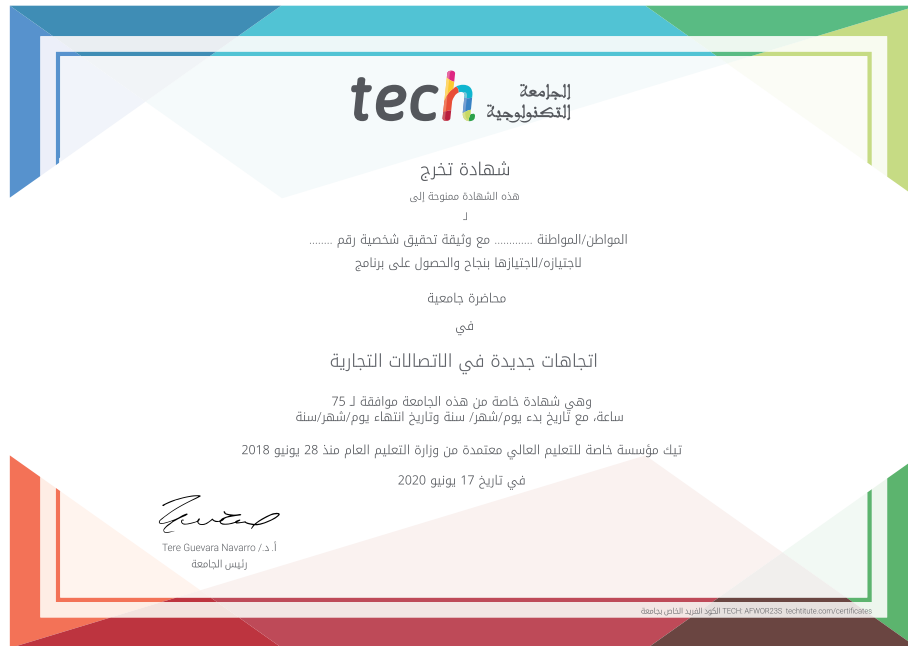 tech الجامعة
التكنولوجية
شهادة تخرج
هذه الشهادة ممنوحة إلى
لـ
المواطن/المواطنة ............. مع وثيقة تحقيق شخصية رقم ........
لاجتيازه/لاجتيازها بنجاح والحصول على برنامج
محاضرة جامعية
في
اتجاهات جديدة في الاتصالات التجارية
وهي شهادة خاصة من هذه الجامعة موافقة لـ 75
ساعة، مع تاريخ بدء يوم/شهر/ سنة وتاريخ انتهاء يوم/شهر/سنة
تيك مؤسسة خاصة للتعليم العالي معتمدة من وزارة التعليم العام منذ 28 يونيو 2018
في تاريخ 17 يونيو 2020
أ. د./ Tere Guevara Navarro
رئيس الجامعة
الكود الفريد الخاص بجامعة TECH: AFWOR23S techtitute.com/certificates